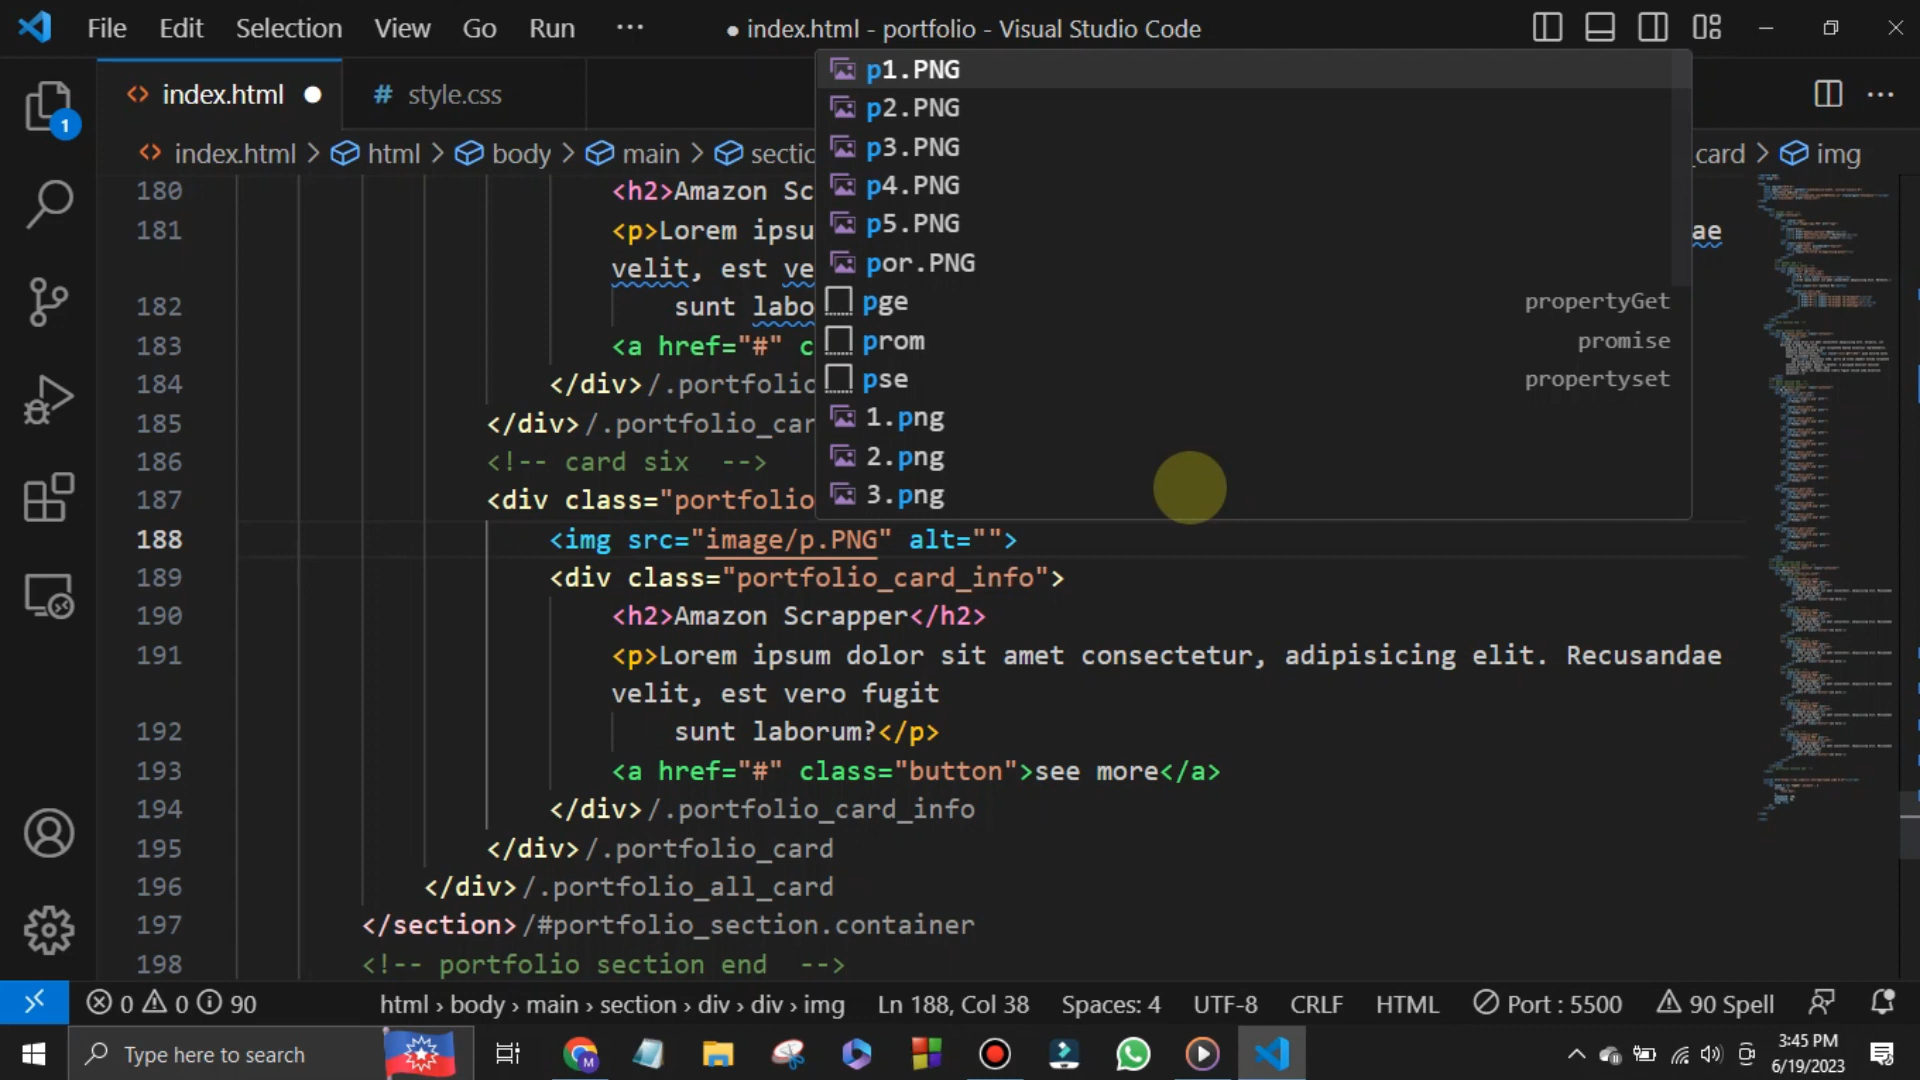 File Edit Selection View Go Run ··· ● index.html - portfolio - Visual Studio Code
<> index.html ● # style.css ···
<> index.html > html > body > main > sectic _card > img
p1.PNG
p2.PNG
p3.PNG
p4.PNG
p5.PNG
por.PNG
pge propertyGet
prom promise
pse propertyset
1.png
2.png
3.png
1
180 <h2>Amazon Sc
181 <p>Lorem ipsu ae
velit, est ve
182 sunt labo
183 <a href="#" c
184 </div>/.portfolio
185 </div>/.portfolio_car
186 <!-- card six -->
187 <div class="portfolio
188 <img src="image/p.PNG" alt="">
189 <div class="portfolio_card_info">
190 <h2>Amazon Scrapper</h2>
191 <p>Lorem ipsum dolor sit amet consectetur, adipisicing elit. Recusandae
velit, est vero fugit
192 sunt laborum?</p>
193 <a href="#" class="button">see more</a>
194 </div>/.portfolio_card_info
195 </div>/.portfolio_card
196 </div>/.portfolio_all_card
197 </section>/#portfolio_section.container
198 <!-- portfolio section end -->
0 0 90 html › body › main › section › div › div › img Ln 188, Col 38 Spaces: 4 UTF-8 CRLF HTML Port : 5500 90 Spell
Type here to search M 3:45 PM
6/19/2023